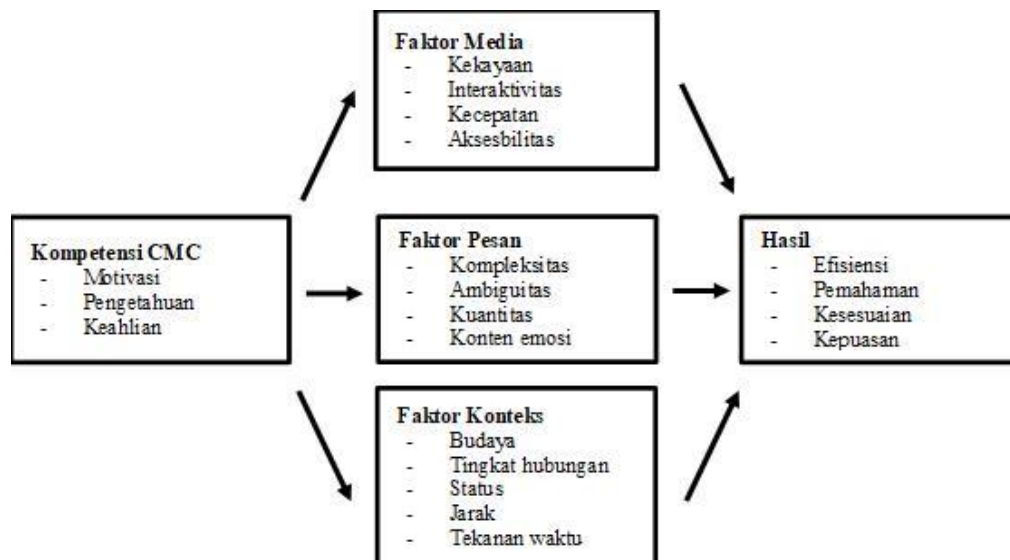 Faktor Media
- Kekayaan
- Interaktivitas
- Kecepatan
- Aksesbilitas
Kompetensi CMC
- Motivasi
- Pengetahuan
- Keahlian
Faktor Pesan
- Kompleksitas
- Ambiguitas
- Kuantitas
- Konten emosi
Hasil
- Efisiensi
- Pemahaman
- Kesesuaian
- Kepuasan
Faktor Konteks
- Budaya
- Tingkat hubungan
- Status
- Jarak
- Tekanan waktu